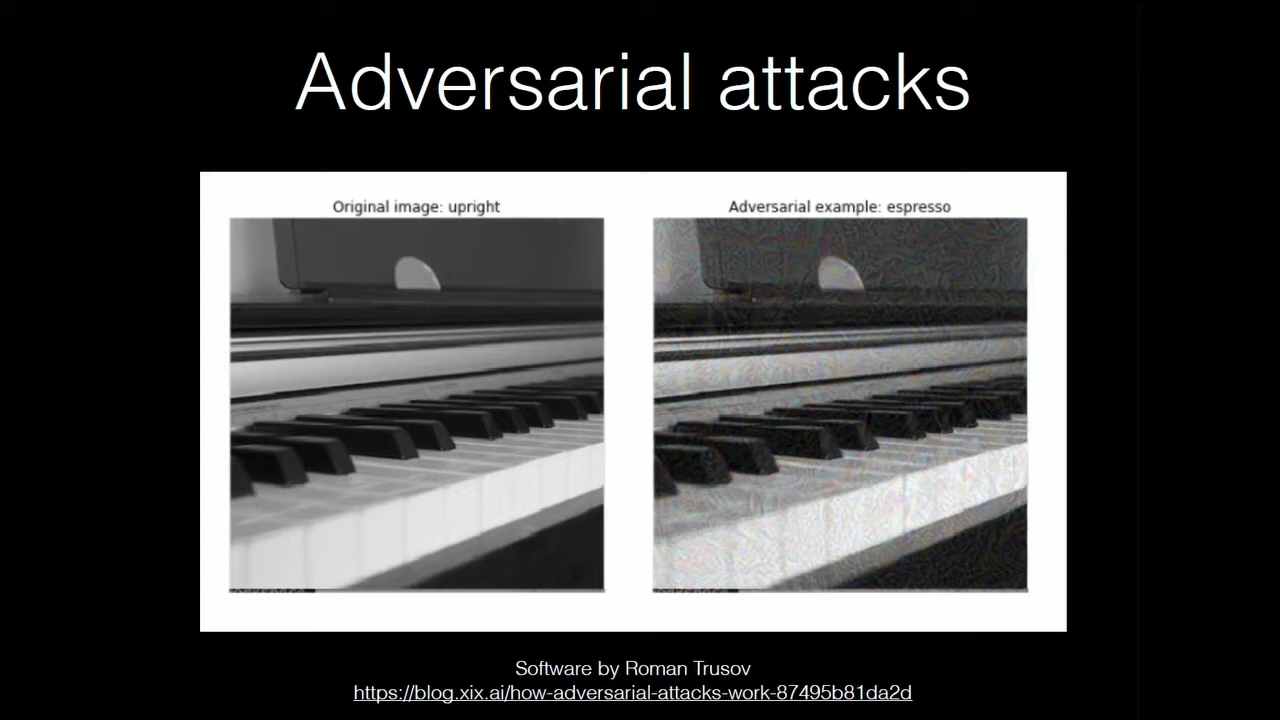 Adversarial attacks
Original image: upright
Adversarial example: espresso
Software by Roman Trusov
https://blog.xix.ai/how-adversarial-attacks-work-87495b81da2d